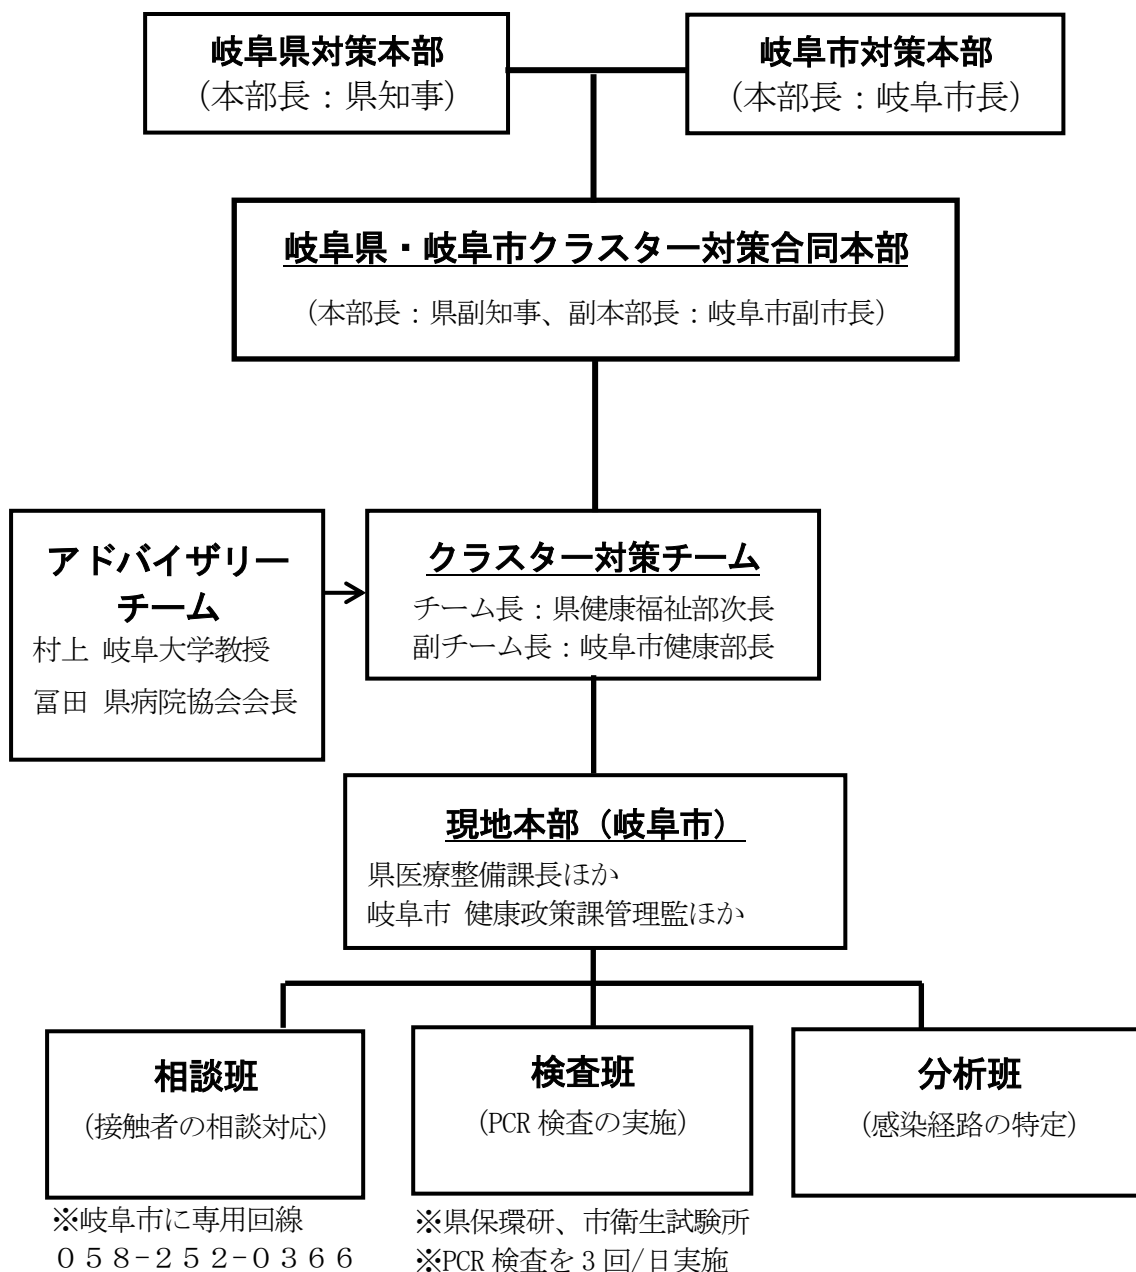 岐阜県対策本部
(本部長：県知事)
岐阜市対策本部
(本部長：岐阜市長)
岐阜県・岐阜市クラスター対策合同本部
(本部長：県副知事、副本部長：岐阜市副市長)
アドバイザリー
チーム
村上 岐阜大学教授
冨田 県病院協会会長
クラスター対策チーム
チーム長：県健康福祉部次長
副チーム長：岐阜市健康部長
現地本部（岐阜市）
県医療整備課長ほか
岐阜市 健康政策課管理監ほか
相談班
(接触者の相談対応)
※岐阜市に専用回線
０５８-２５２-０３６６
検査班
(PCR 検査の実施)
※県保環研、市衛生試験所
※PCR 検査を３回/日実施
分析班
(感染経路の特定)